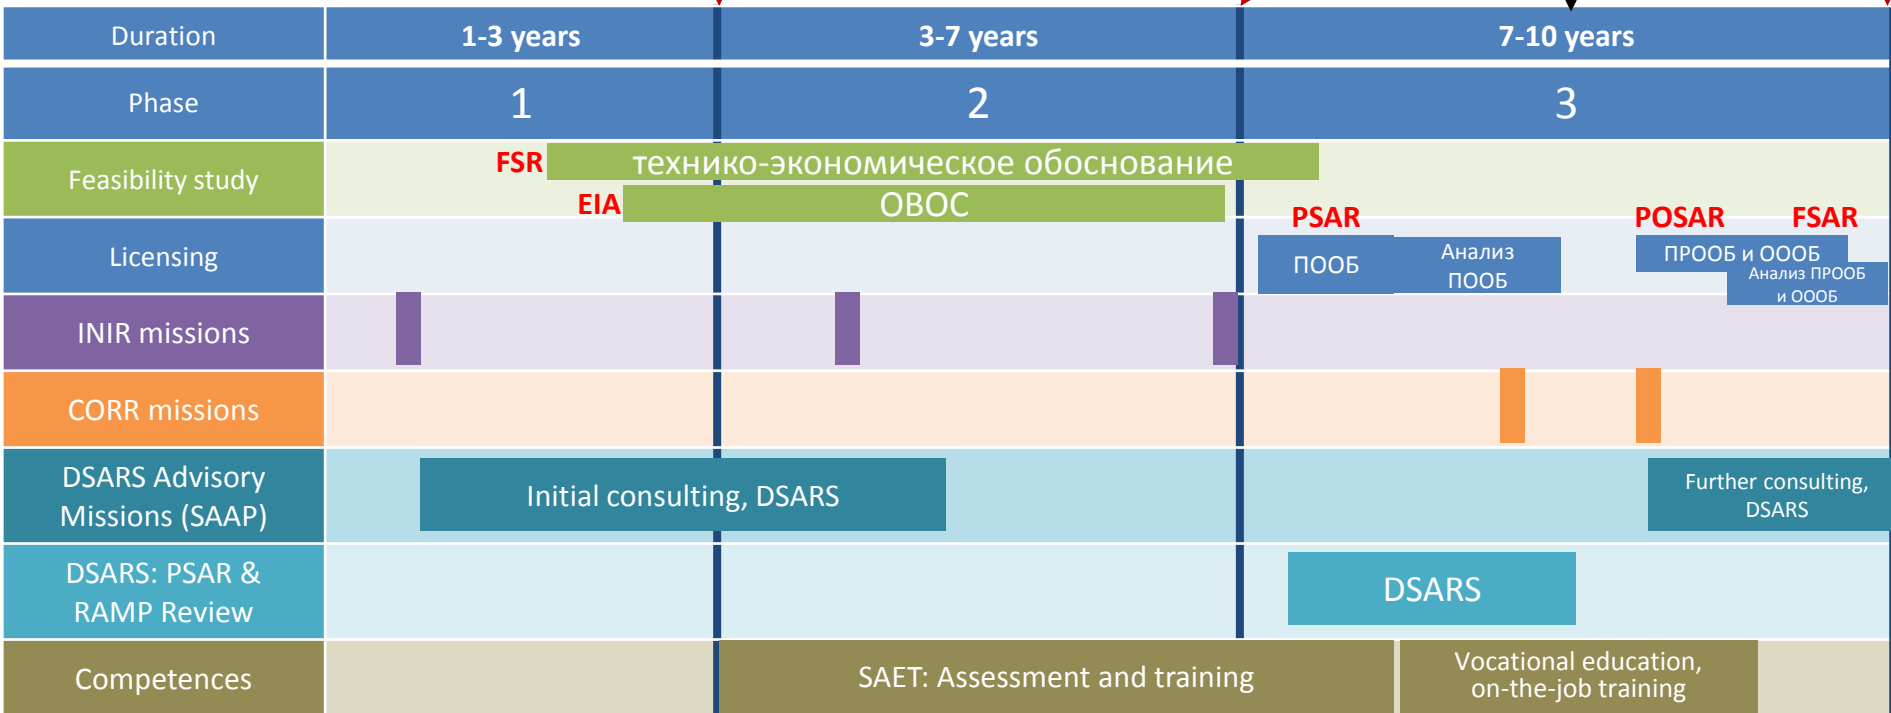 Duration
1-3 years
3-7 years
7-10 years
Phase
1
2
3
Feasibility study
FSR
технико-экономическое обоснование
EIA
ОВОС
Licensing
PSAR
POSAR
FSAR
ПООБ
Анализ
ПООБ
ПРООБ и ОООБ
Анализ ПРООБ
и ОООБ
INIR missions
CORR missions
DSARS Advisory
Missions (SAAP)
Initial consulting, DSARS
Further consulting,
DSARS
DSARS: PSAR &
RAMP Review
DSARS
Competences
SAET: Assessment and training
Vocational education,
on-the-job training